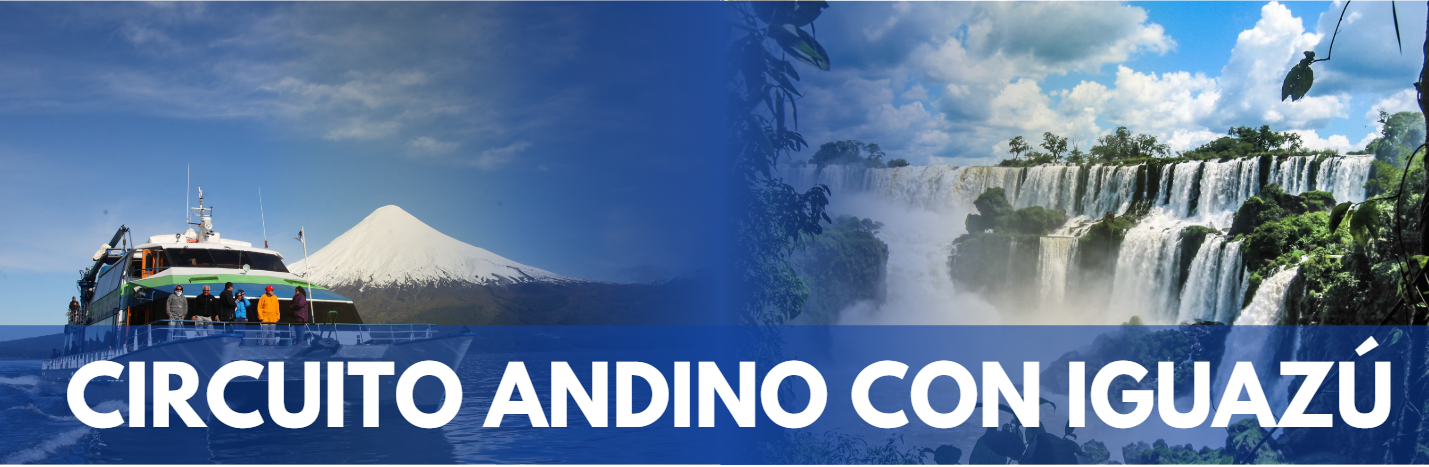 CIRCUITO ANDINO CON IGUAZÚ